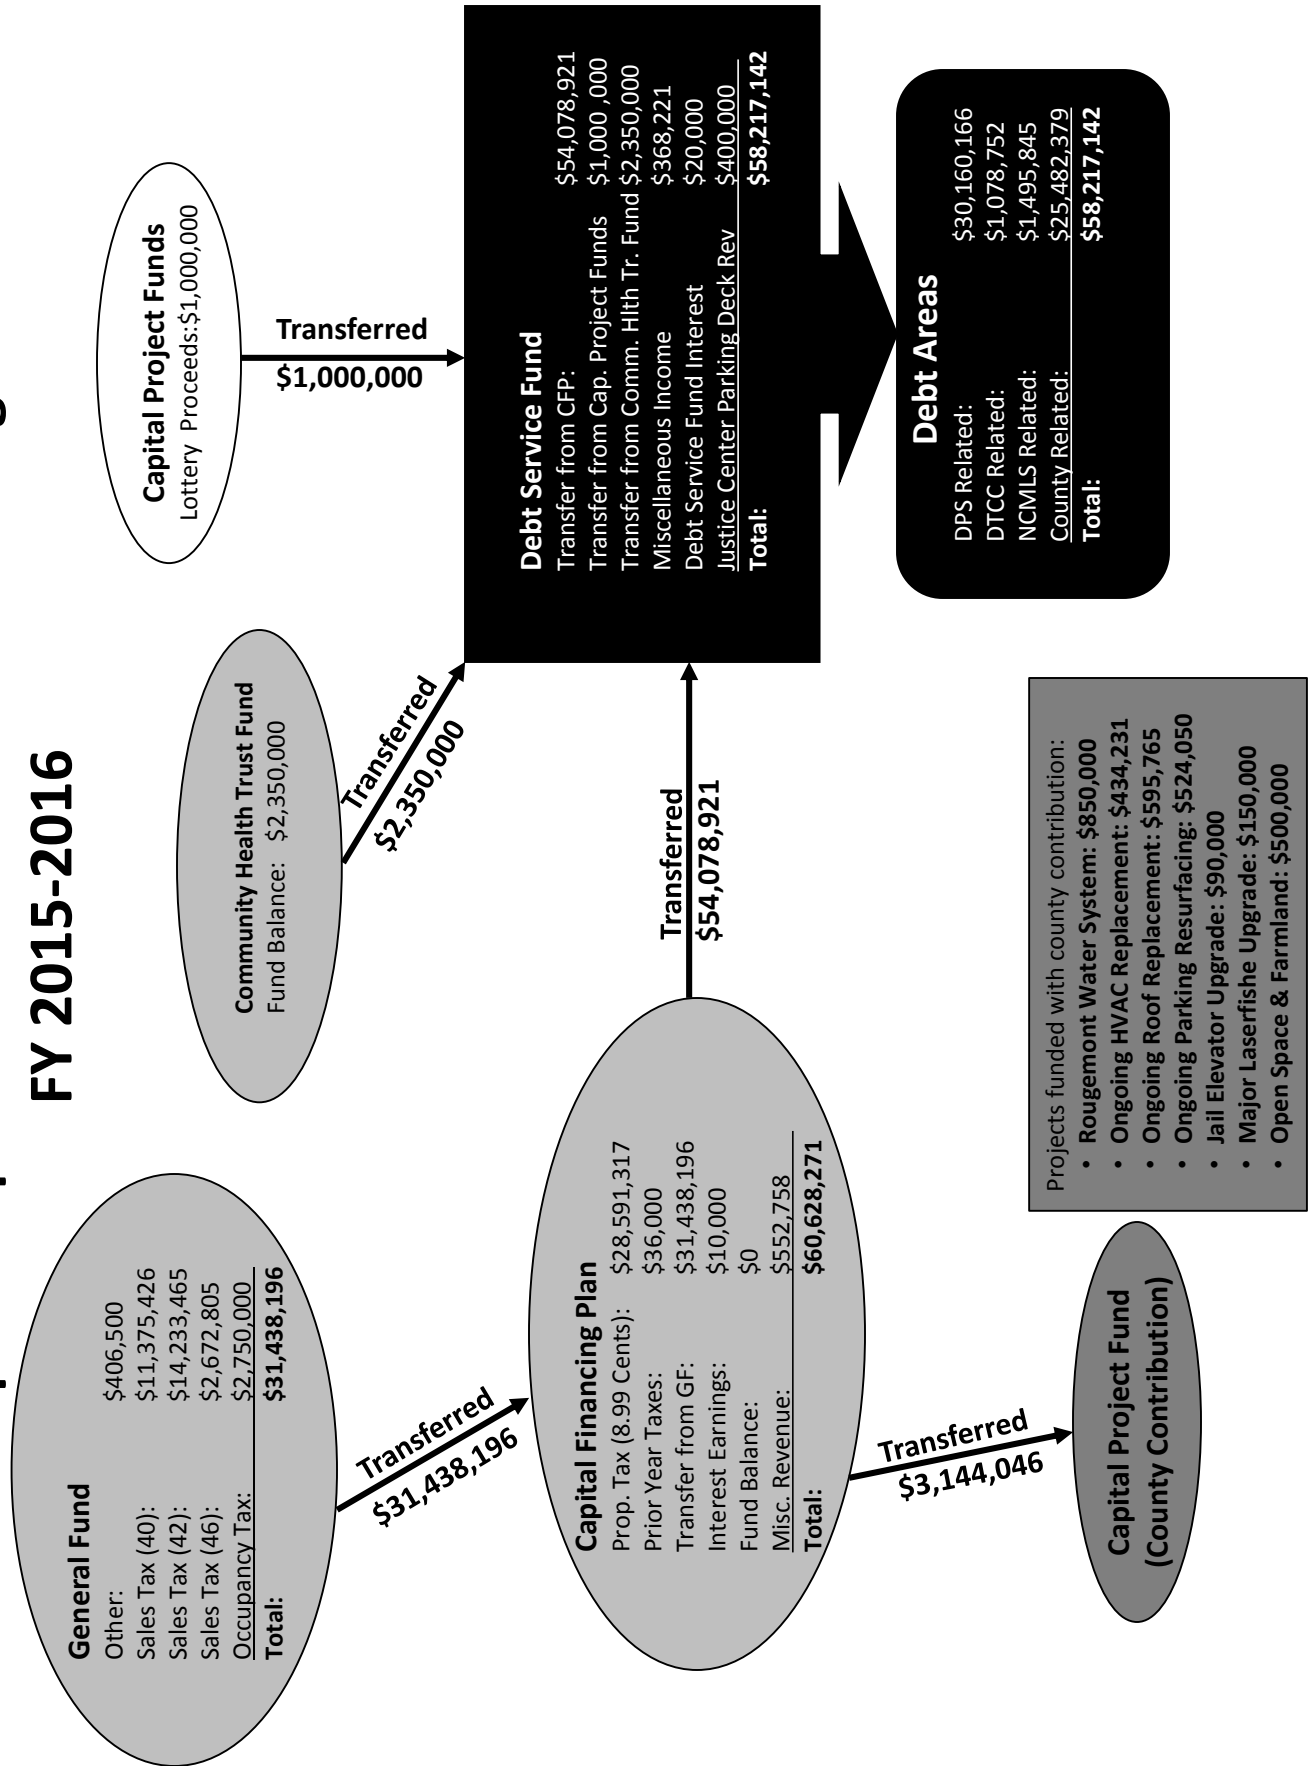 FY 2015-2016
General Fund
Other: $406,500
Sales Tax (40): $11,375,426
Sales Tax (42): $14,233,465
Sales Tax (46): $2,672,805
Occupancy Tax: $2,750,000
Total: $31,438,196
Community Health Trust Fund
Fund Balance: $2,350,000
Capital Project Funds
Lottery Proceeds:$1,000,000
Transferred
$31,438,196
Transferred
$2,350,000
Transferred
$1,000,000
Capital Financing Plan
Prop. Tax (8.99 Cents): $28,591,317
Prior Year Taxes: $36,000
Transfer from GF: $31,438,196
Interest Earnings: $10,000
Fund Balance: $0
Misc. Revenue: $552,758
Total: $60,628,271
Transferred
$54,078,921
Debt Service Fund
Transfer from CFP: $54,078,921
Transfer from Cap. Project Funds $1,000 ,000
Transfer from Comm. Hlth Tr. Fund $2,350,000
Miscellaneous Income $368,221
Debt Service Fund Interest $20,000
Justice Center Parking Deck Rev $400,000
Total: $58,217,142
Transferred
$3,144,046
Capital Project Fund
(County Contribution)
Projects funded with county contribution:
• Rougemont Water System: $850,000
• Ongoing HVAC Replacement: $434,231
• Ongoing Roof Replacement: $595,765
• Ongoing Parking Resurfacing: $524,050
• Jail Elevator Upgrade: $90,000
• Major Laserfishe Upgrade: $150,000
• Open Space & Farmland: $500,000
Debt Areas
DPS Related: $30,160,166
DTCC Related: $1,078,752
NCMLS Related: $1,495,845
County Related: $25,482,379
Total: $58,217,142